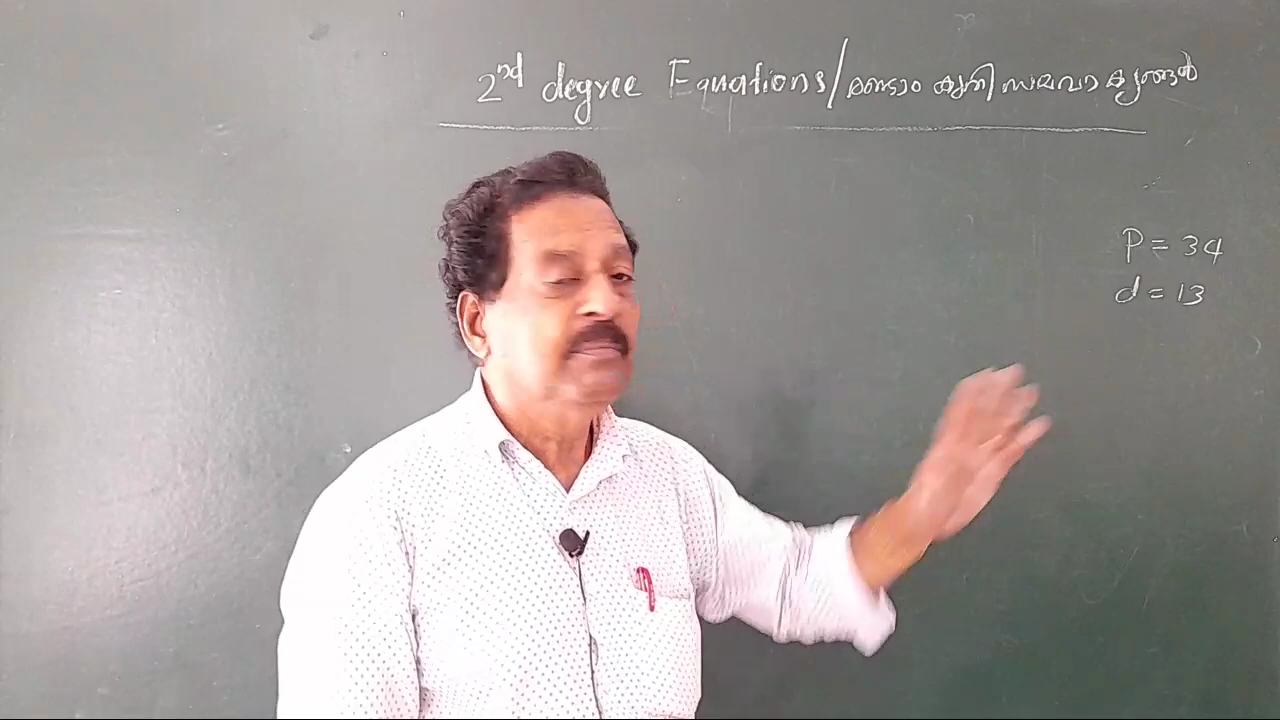 2nd degree Equations/രണ്ടാം കൃതി സമവാക്യങ്ങൾ
P = 34
d = 13